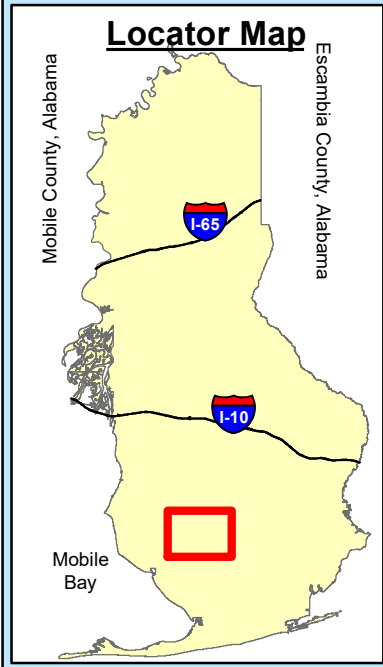 Locator Map
Mobile County, Alabama
Escambia County, Alabama
I-65
I-10
Mobile
Bay